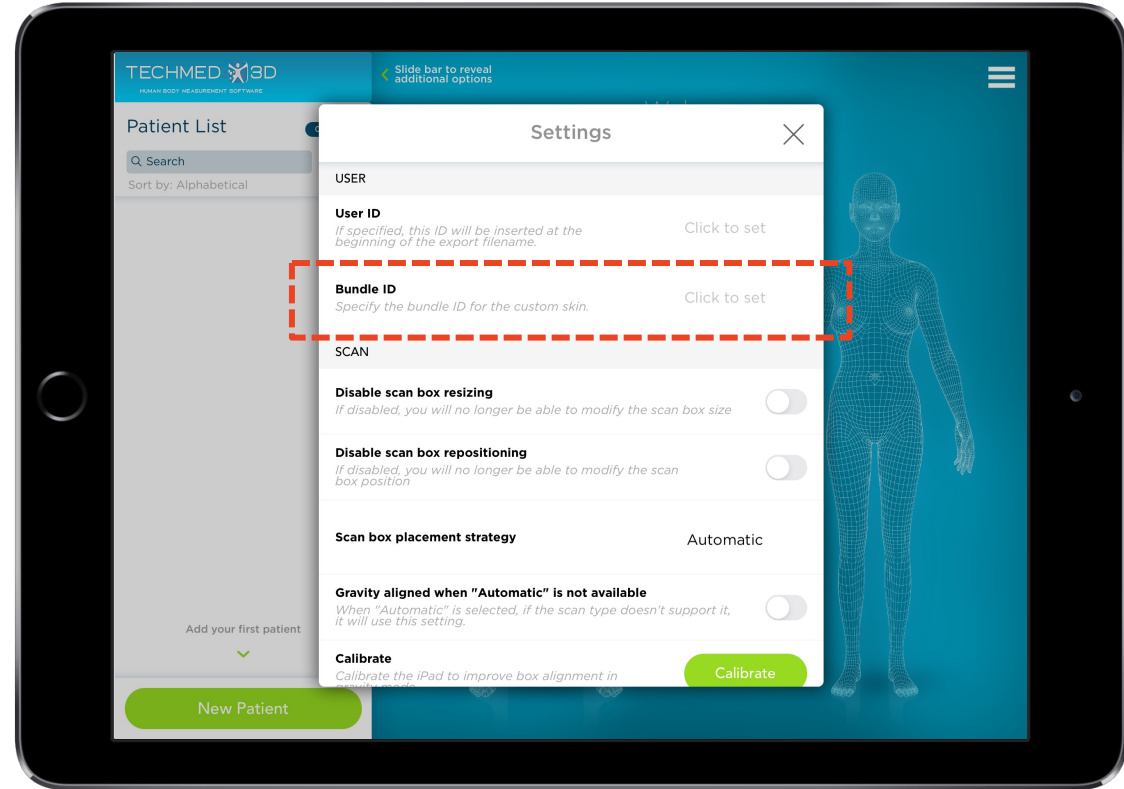 TECHMED 3D
HUMAN BODY MEASUREMENT SOFTWARE
Slide bar to reveal
additional options
Patient List
Search
Sort by: Alphabetical
Add your first patient
New Patient
Settings
USER
User ID
If specified, this ID will be inserted at the
beginning of the export filename.
Click to set
Bundle ID
Specify the bundle ID for the custom skin.
Click to set
SCAN
Disable scan box resizing
If disabled, you will no longer be able to modify the scan box size
Disable scan box repositioning
If disabled, you will no longer be able to modify the scan
box position
Scan box placement strategy
Automatic
Gravity aligned when "Automatic" is not available
When "Automatic" is selected, if the scan type doesn't support it,
it will use this setting.
Calibrate
Calibrate the iPad to improve box alignment in
gravity mode
Calibrate